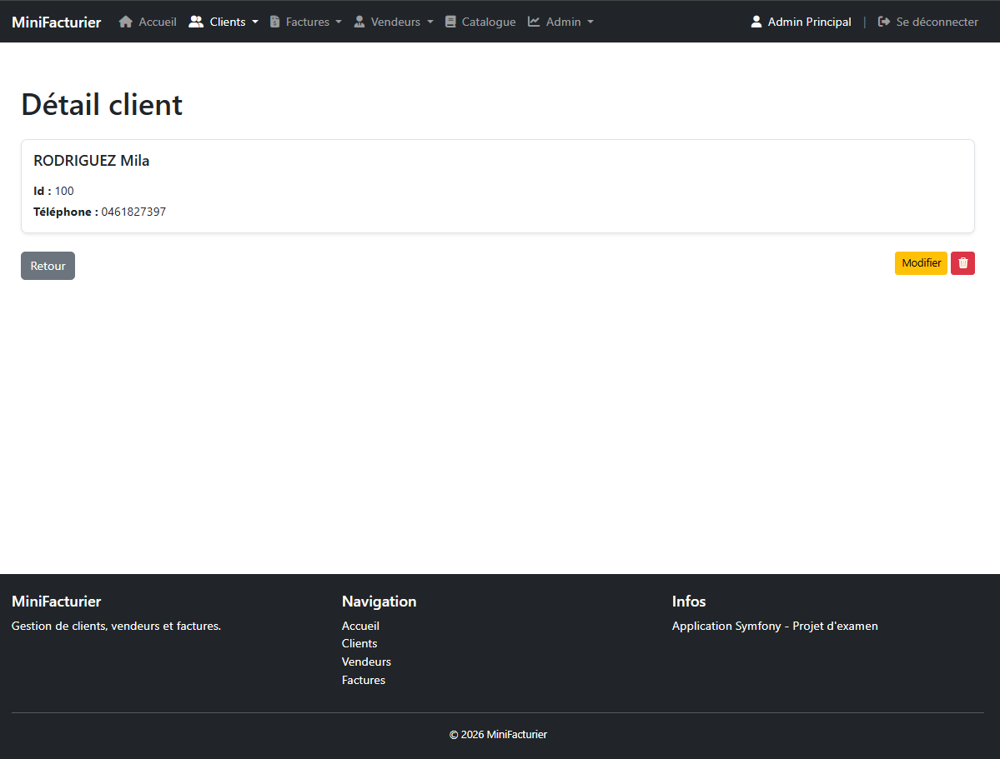 MiniFacturier Accueil Clients Factures Vendeurs Catalogue Admin Admin Principal | Se déconnecter
Détail client
RODRIGUEZ Mila
Id : 100
Téléphone : 0461827397
Retour Modifier
MiniFacturier
Gestion de clients, vendeurs et factures.
Navigation
Accueil
Clients
Vendeurs
Factures
Infos
Application Symfony - Projet d'examen
© 2026 MiniFacturier